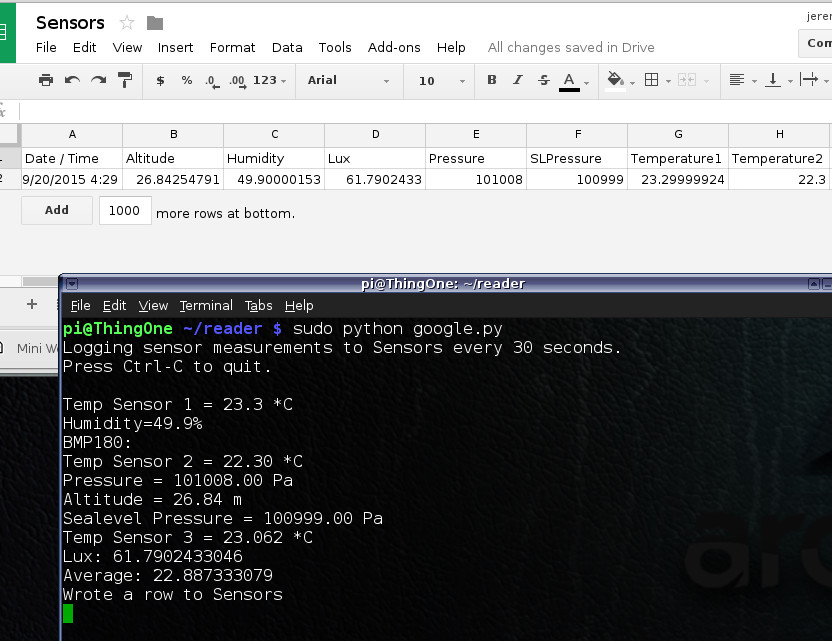 Sensors
jerer
File Edit View Insert Format Data Tools Add-ons Help All changes saved in Drive
Com
$ % .0 .00 123 Arial 10 B I S A
A B C D E F G H
1 Date / Time Altitude Humidity Lux Pressure SLPressure Temperature1 Temperature2
2 9/20/2015 4:29 26.84254791 49.90000153 61.7902433 101008 100999 23.29999924 22.3
Add 1000 more rows at bottom.
pi@ThingOne: ~/reader
File Edit View Terminal Tabs Help
+
Mini W
pi@ThingOne ~/reader $ sudo python google.py
Logging sensor measurements to Sensors every 30 seconds.
Press Ctrl-C to quit.
Temp Sensor 1 = 23.3 *C
Humidity=49.9%
BMP180:
Temp Sensor 2 = 22.30 *C
Pressure = 101008.00 Pa
Altitude = 26.84 m
Sealevel Pressure = 100999.00 Pa
Temp Sensor 3 = 23.062 *C
Lux: 61.7902433046
Average: 22.887333079
Wrote a row to Sensors